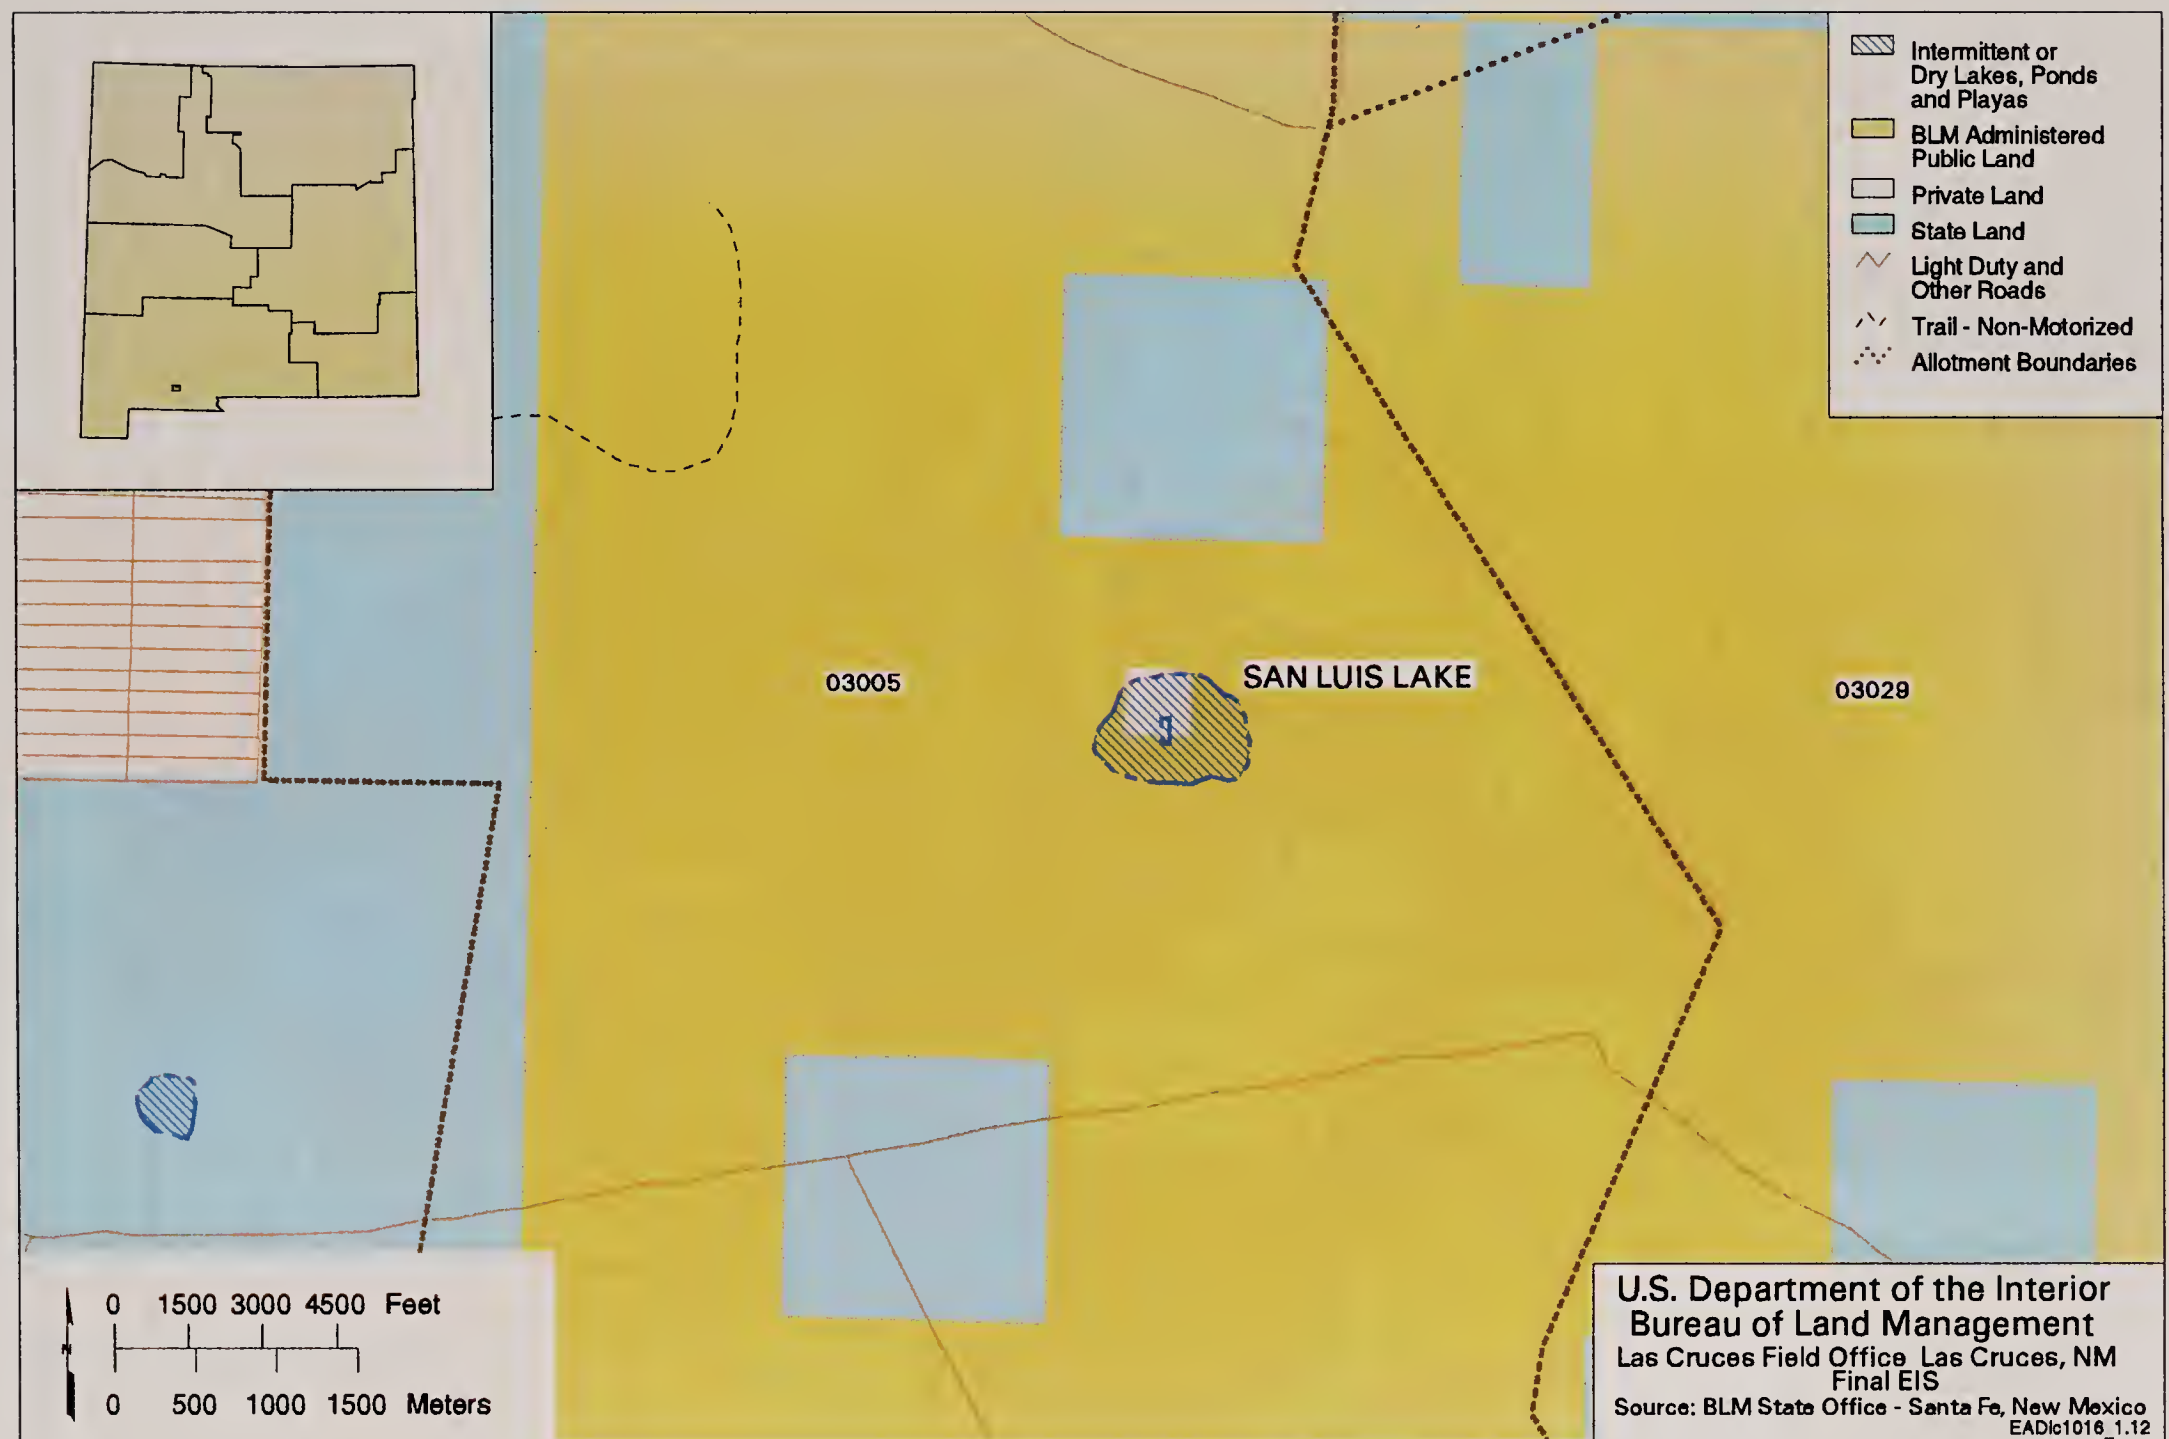 Intermittent or
Dry Lakes, Ponds
and Playas
BLM Administered
Public Land
Private Land
State Land
Light Duty and
Other Roads
Trail - Non-Motorized
Allotment Boundaries
SAN LUIS LAKE
03005
03029
0 1500 3000 4500 Feet
N
0 500 1000 1500 Meters
U.S. Department of the Interior
Bureau of Land Management
Las Cruces Field Office Las Cruces, NM
Final EIS
Source: BLM State Office - Santa Fe, New Mexico
EADlc1016_1.12